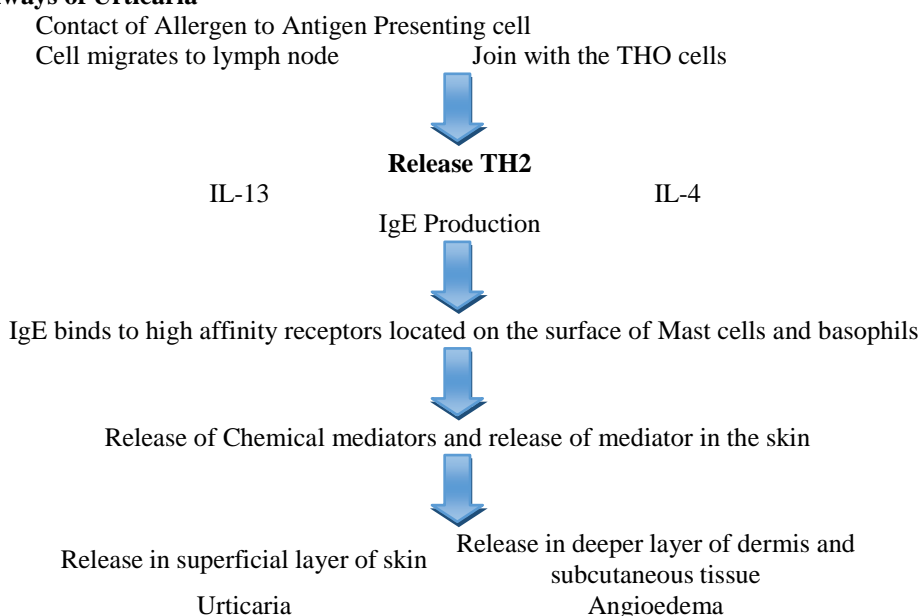 ways of Urticaria
Contact of Allergen to Antigen Presenting cell
Cell migrates to lymph node Join with the THO cells
Release TH2
IL-13 IL-4
IgE Production
IgE binds to high affinity receptors located on the surface of Mast cells and basophils
Release of Chemical mediators and release of mediator in the skin
Release in superficial layer of skin Release in deeper layer of dermis and
subcutaneous tissue
Urticaria Angioedema